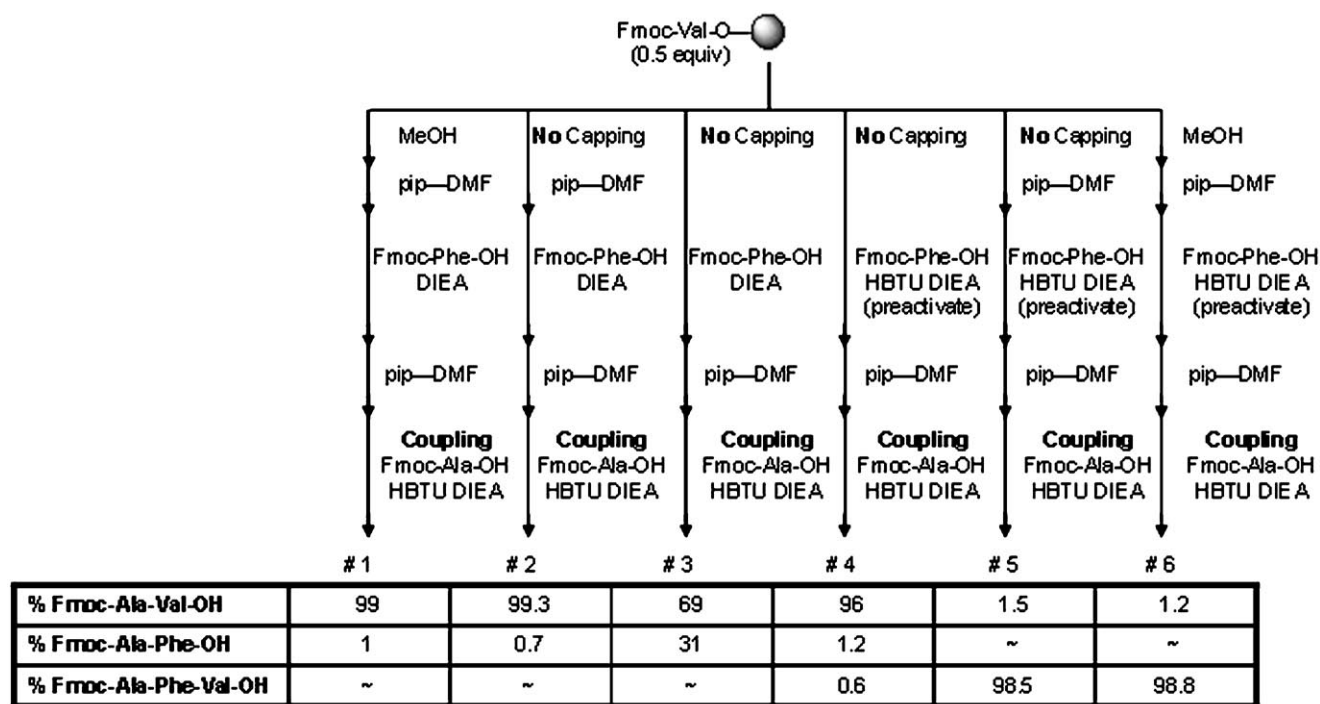 Fmoc-Val-O
(0.5 equiv)
MeOH No Capping No Capping No Capping No Capping MeOH
pip—DMF pip—DMF pip—DMF pip—DMF
Fmoc-Phe-OH Fmoc-Phe-OH Fmoc-Phe-OH Fmoc-Phe-OH Fmoc-Phe-OH Fmoc-Phe-OH
DIEA DIEA DIEA HBTU DIEA HBTU DIEA HBTU DIEA
(preactivate) (preactivate) (preactivate)
pip—DMF pip—DMF pip—DMF pip—DMF pip—DMF pip—DMF
Coupling Coupling Coupling Coupling Coupling Coupling
Fmoc-Ala-OH Fmoc-Ala-OH Fmoc-Ala-OH Fmoc-Ala-OH Fmoc-Ala-OH Fmoc-Ala-OH
HBTU DIEA HBTU DIEA HBTU DIEA HBTU DIEA HBTU DIEA HBTU DIEA
#1 #2 #3 #4 #5 #6
% Fmoc-Ala-Val-OH 99 99.3 69 96 1.5 1.2
% Fmoc-Ala-Phe-OH 1 0.7 31 1.2 ~ ~
% Fmoc-Ala-Phe-Val-OH ~ ~ ~ 0.6 98.5 98.8